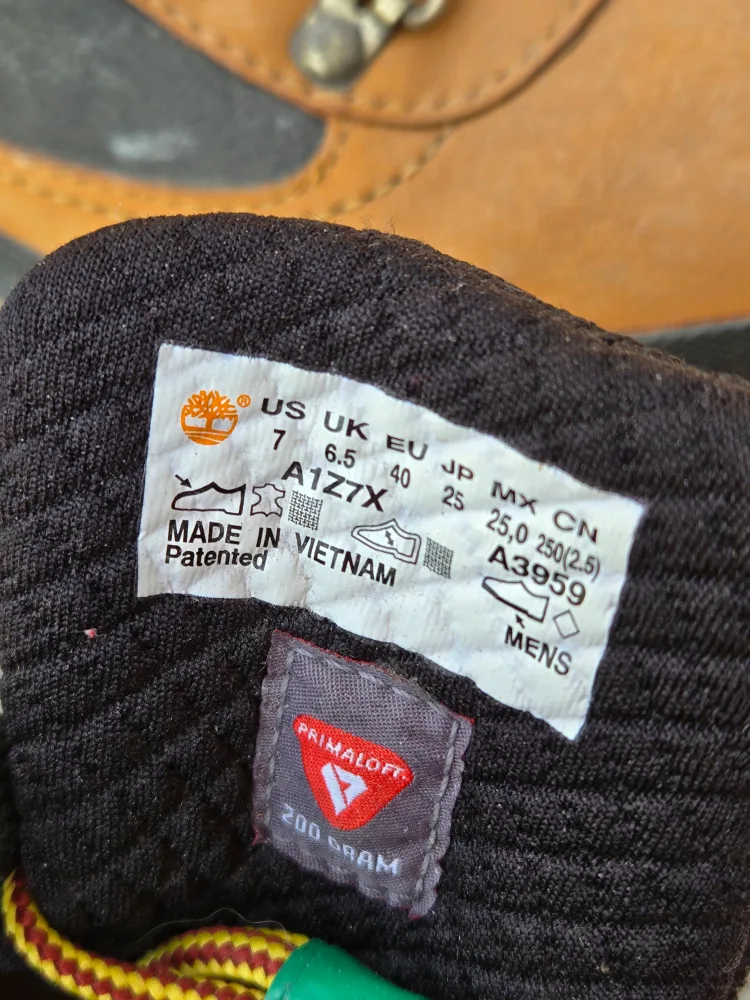 ® US UK EU JP MX CN
7 6.5 40 25 25,0 250(2.5)
A1Z7X A3959
MADE IN VIETNAM
Patented
MENS
PRIMALOFT
200 GRAM